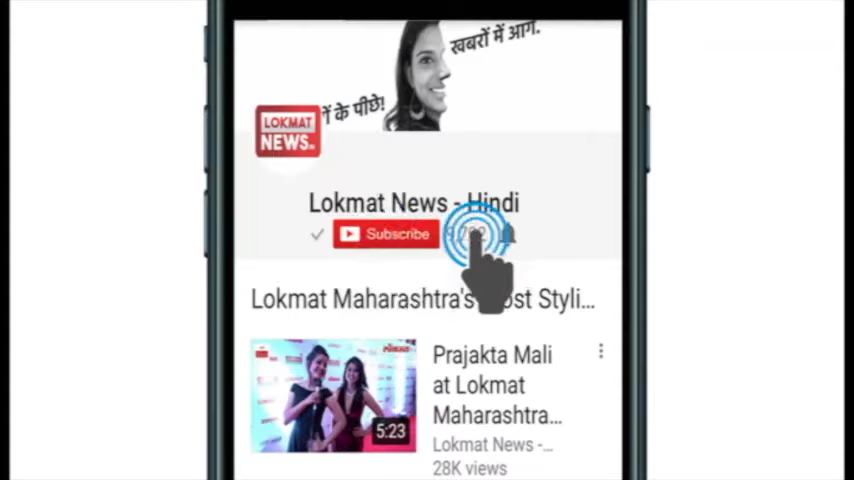 खबरों में आगे.
के पीछे!
LOKMAT
NEWS.in
Lokmat News - Hindi
Subscribe
Lokmat Maharashtra's Most Styli...
5:23
Prajakta Mali
at Lokmat
Maharashtra...
Lokmat News -...
28K views